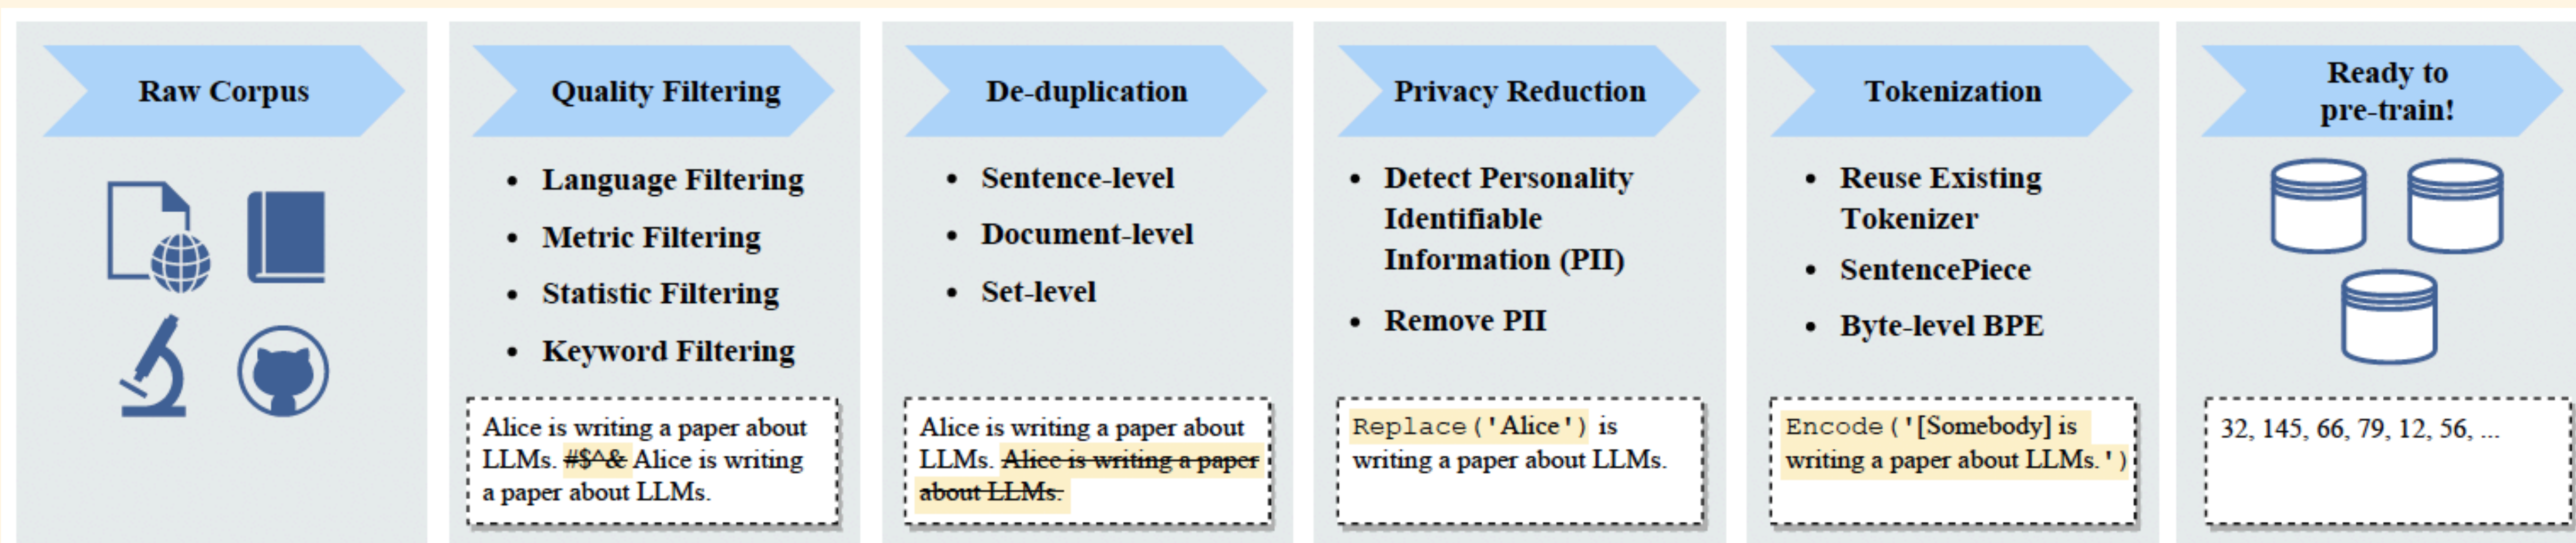 Raw Corpus
Quality Filtering
• Language Filtering
• Metric Filtering
• Statistic Filtering
• Keyword Filtering
Alice is writing a paper about
LLMs. #$^& Alice is writing
a paper about LLMs.
De-duplication
• Sentence-level
• Document-level
• Set-level
Alice is writing a paper about
LLMs. Alice is writing a paper
about LLMs.
Privacy Reduction
• Detect Personality
Identifiable
Information (PII)
• Remove PII
Replace('Alice') is
writing a paper about LLMs.
Tokenization
• Reuse Existing
Tokenizer
• SentencePiece
• Byte-level BPE
Encode('[Somebody] is
writing a paper about LLMs.')
Ready to
pre-train!
32, 145, 66, 79, 12, 56, ...